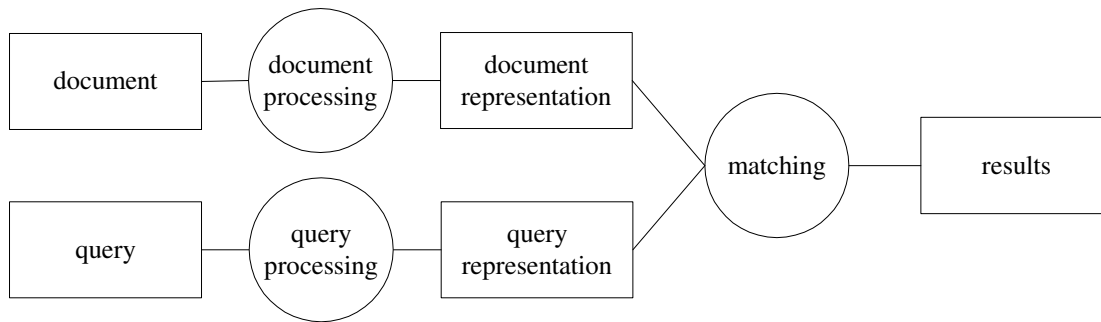 document
document
processing
document
representation
matching
results
query
query
processing
query
representation